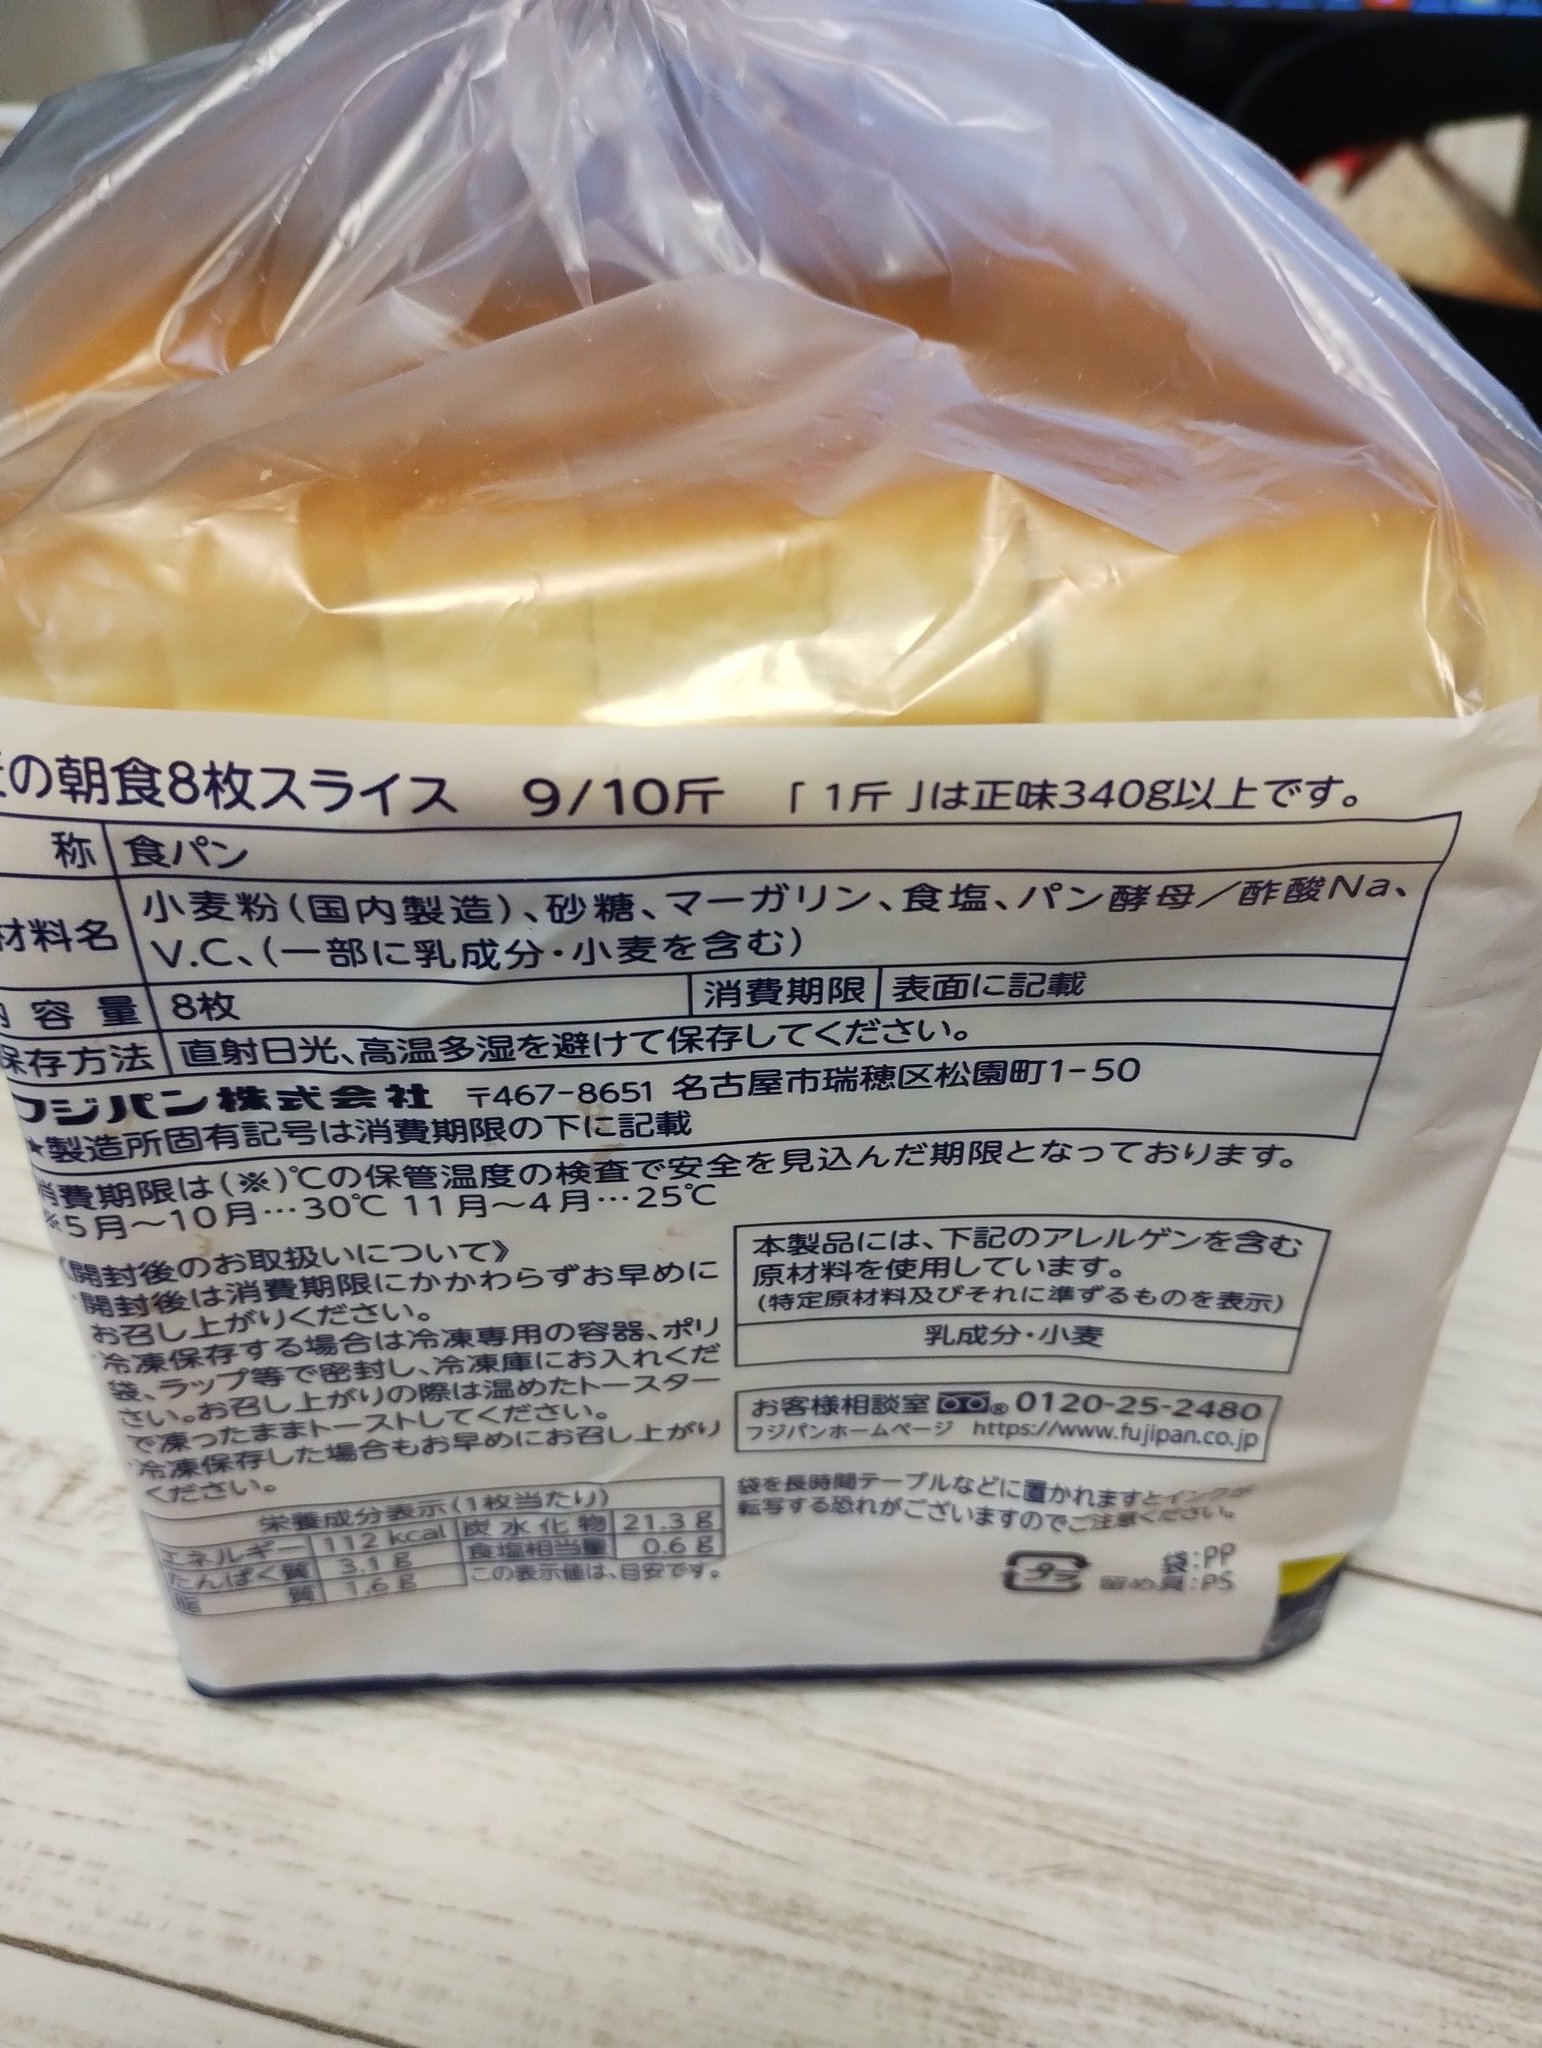 の朝食8枚スライス 9/10斤 「1斤」は正味340g以上です。
称 食パン
材料名 小麦粉(国内製造)、砂糖、マーガリン、食塩、パン酵母/酢酸Na、
V.C.、(一部に乳成分・小麦を含む)
内容量 8枚 消費期限 表面に記載
保存方法 直射日光、高温多湿を避けて保存してください。
フジパン株式会社 〒467-8651 名古屋市瑞穂区松園町1-50
★製造所固有記号は消費期限の下に記載
消費期限は(※)℃の保管温度の検査で安全を見込んだ期限となっております。
※5月〜10月…30℃ 11月〜4月…25℃
《開封後のお取扱いについて》
・開封後は消費期限にかかわらずお早めに
お召し上がりください。
・冷凍保存する場合は冷凍専用の容器、ポリ
袋、ラップ等で密封し、冷凍庫にお入れくだ
さい。お召し上がりの際は温めたトースター
で凍ったままトーストしてください。
・冷凍保存した場合もお早めにお召し上がり
ください。
栄養成分表示(1枚当たり)
エネルギー 112 kcal 炭水化物 21.3 g
たんぱく質 3.1 g 食塩相当量 0.6 g
脂質 1.6 g この表示値は、目安です。
本製品には、下記のアレルゲンを含む
原材料を使用しています。
(特定原材料及びそれに準ずるものを表示)
乳成分・小麦
お客様相談室 ® 0120-25-2480
フジパンホームページ https://www.fujipan.co.jp
袋を長時間テーブルなどに置かれますとインクが
転写する恐れがございますのでご注意ください。
プラ 袋:PP
留め具:PS